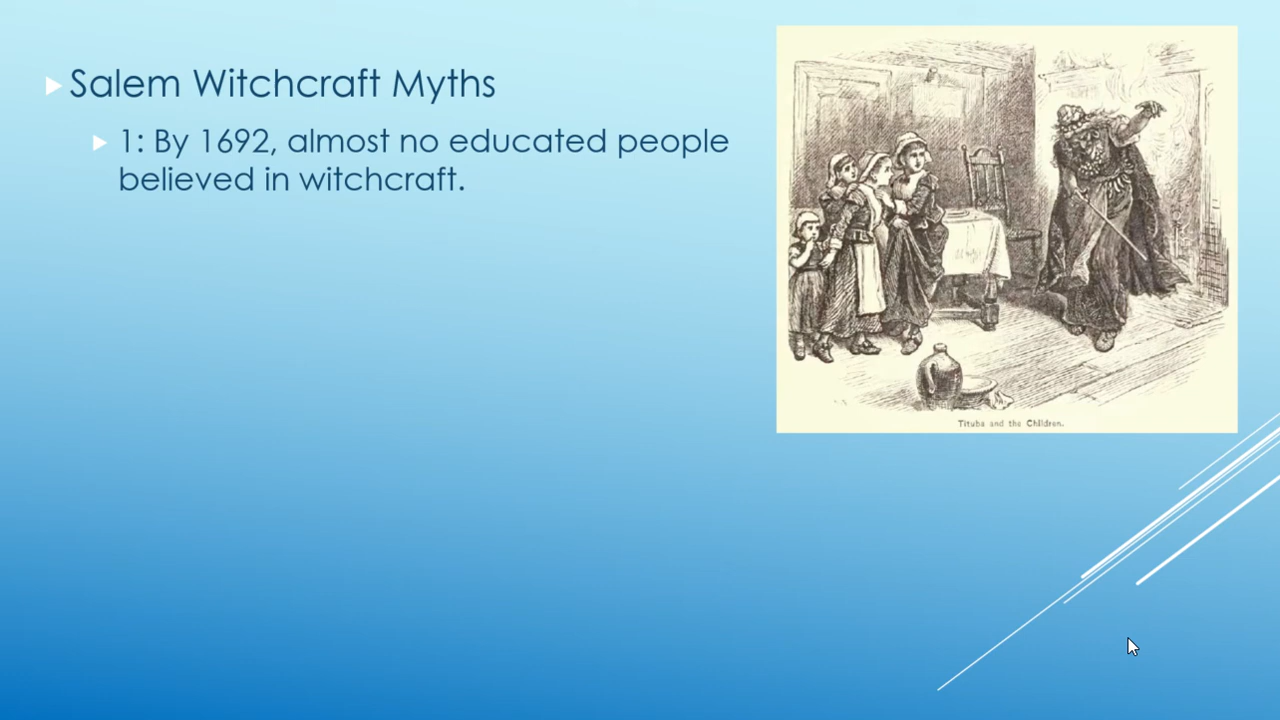 Salem Witchcraft Myths
1: By 1692, almost no educated people
believed in witchcraft.
Tituba and the Children.